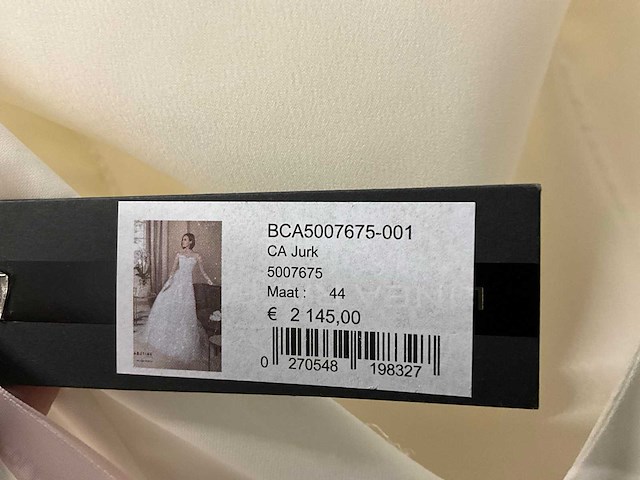 BCA5007675-001
CA Jurk
5007675
Maat : 44
€ 2 145,00
0 270548 198327